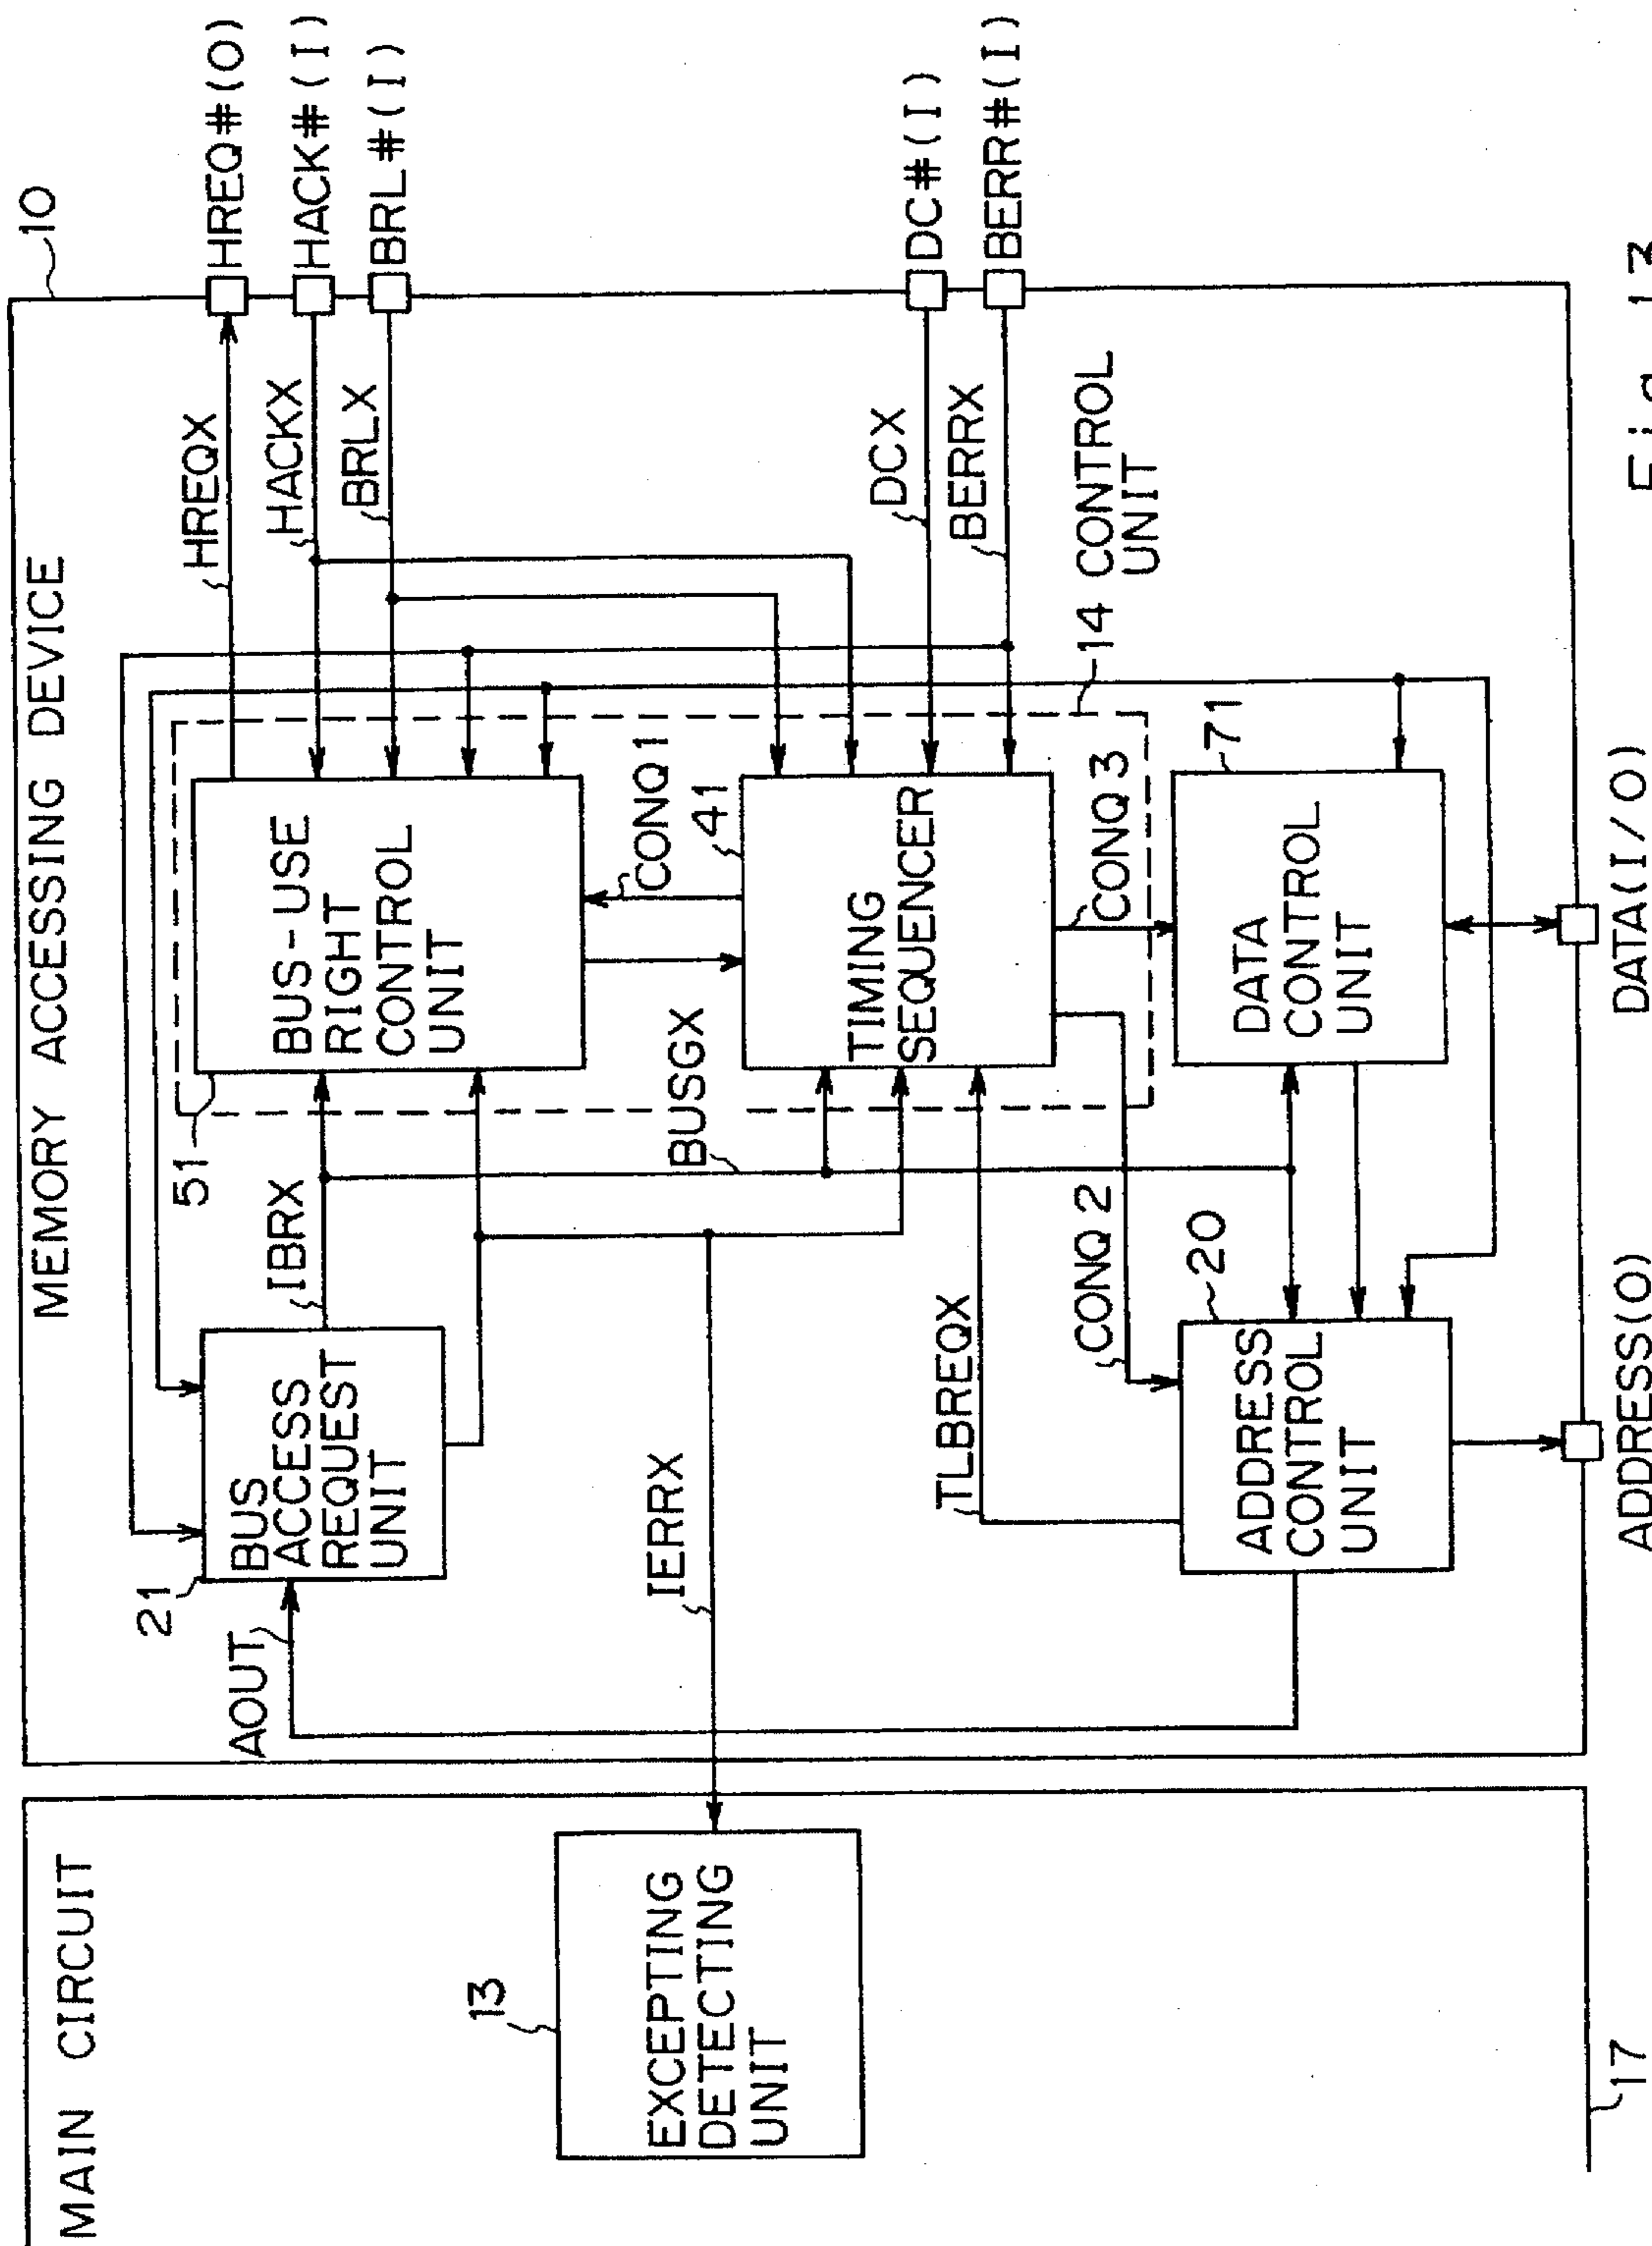 MAIN CIRCUIT
MEMORY ACCESSING DEVICE
10
HREQ#(O)
HACK#(I)
BRL#(I)
DC#(I)
BERR#(I)
HREQX
HACKX
BRLX
DCX
BERRX
14 CONTROL
UNIT
51
BUS-USE
RIGHT
CONTROL
UNIT
CONQ1
41
TIMING
SEQUENCER
CONQ3
71
DATA
CONTROL
UNIT
DATA(I/O)
IBRX
BUSGX
21
BUS
ACCESS
REQUEST
UNIT
AOUT
IERRX
TLBREQX
CONQ2
20
ADDRESS
CONTROL
UNIT
ADDRESS(O)
13
EXCEPTING
DETECTING
UNIT
17
Fig. 13